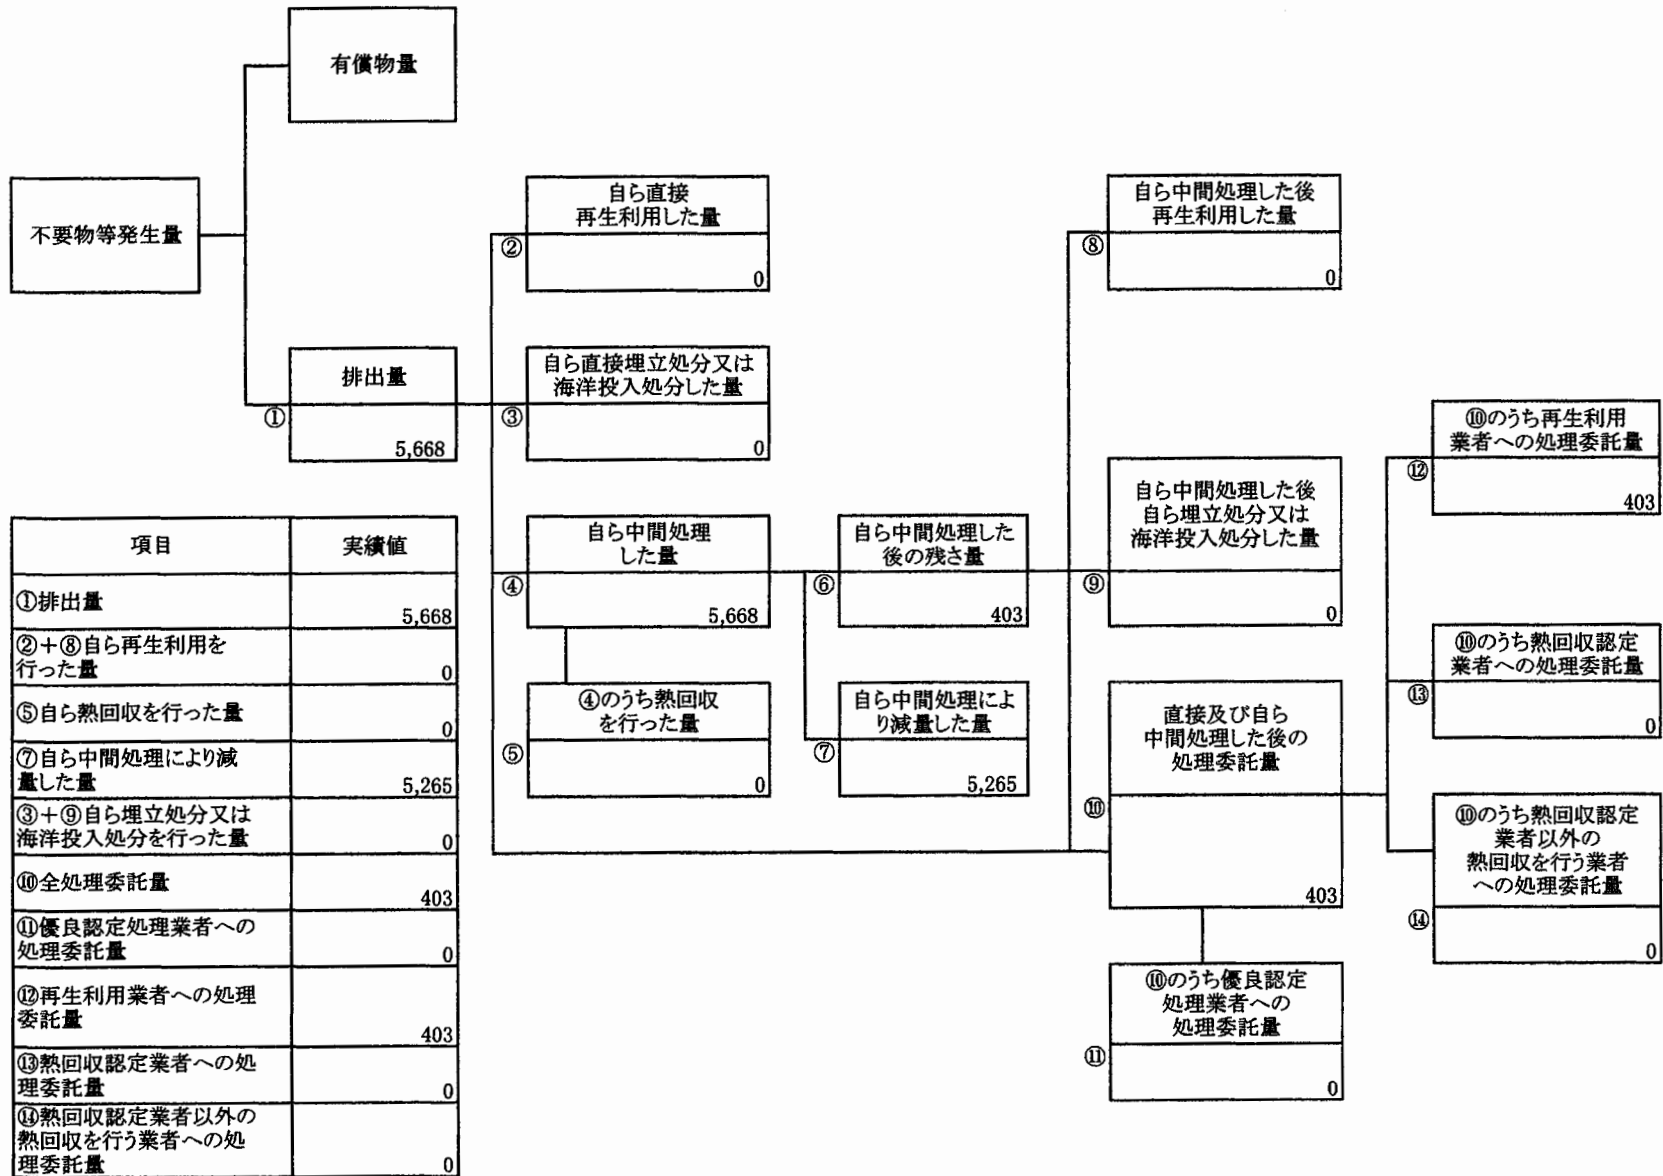 有償物量
不要物等発生量
排出量
①
5,668
自ら直接
再生利用した量
②
0
自ら直接埋立処分又は
海洋投入処分した量
③
0
自ら中間処理
した量
④
5,668
④のうち熱回収
を行った量
⑤
0
自ら中間処理した
後の残さ量
⑥
403
自ら中間処理によ
り減量した量
⑦
5,265
自ら中間処理した後
再生利用した量
⑧
0
自ら中間処理した後
自ら埋立処分又は
海洋投入処分した量
⑨
0
直接及び自ら
中間処理した後の
処理委託量
⑩
403
⑩のうち優良認定
処理業者への
処理委託量
⑪
0
⑩のうち再生利用
業者への処理委託量
⑫
403
⑩のうち熱回収認定
業者への処理委託量
⑬
0
⑩のうち熱回収認定
業者以外の
熱回収を行う業者
への処理委託量
⑭
0
項目 実績値
①排出量
5,668
②+⑧自ら再生利用を
行った量
0
⑤自ら熱回収を行った量
0
⑦自ら中間処理により減
量した量
5,265
③+⑨自ら埋立処分又は
海洋投入処分を行った量
0
⑩全処理委託量
403
⑪優良認定処理業者への
処理委託量
0
⑫再生利用業者への処理
委託量
403
⑬熱回収認定業者への処
理委託量
0
⑭熱回収認定業者以外の
熱回収を行う業者への処
理委託量
0